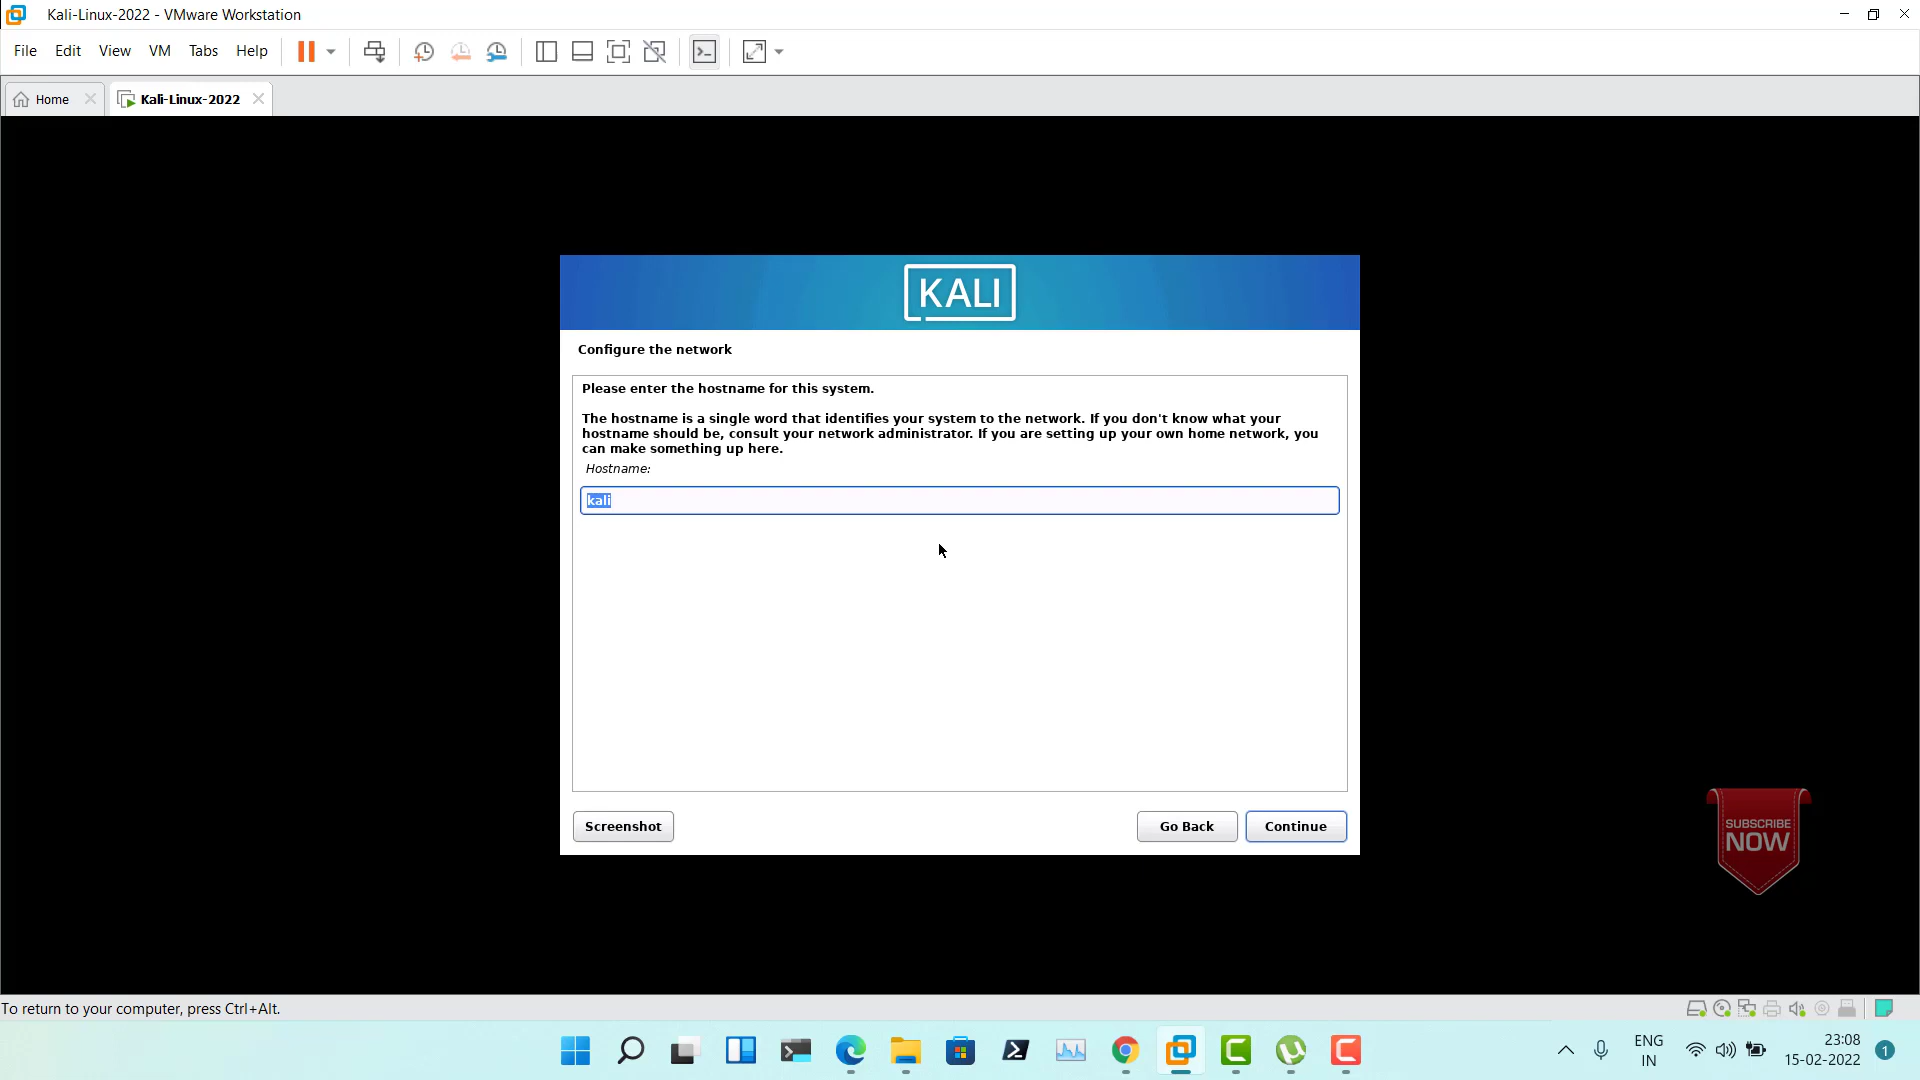 Kali-Linux-2022 - VMware Workstation
File Edit View VM Tabs Help
Home Kali-Linux-2022
KALI
Configure the network
Please enter the hostname for this system.
The hostname is a single word that identifies your system to the network. If you don't know what your
hostname should be, consult your network administrator. If you are setting up your own home network, you
can make something up here.
Hostname:
kali
Screenshot Go Back Continue
SUBSCRIBE
NOW
To return to your computer, press Ctrl+Alt.
ENG
IN
23:08
15-02-2022
1